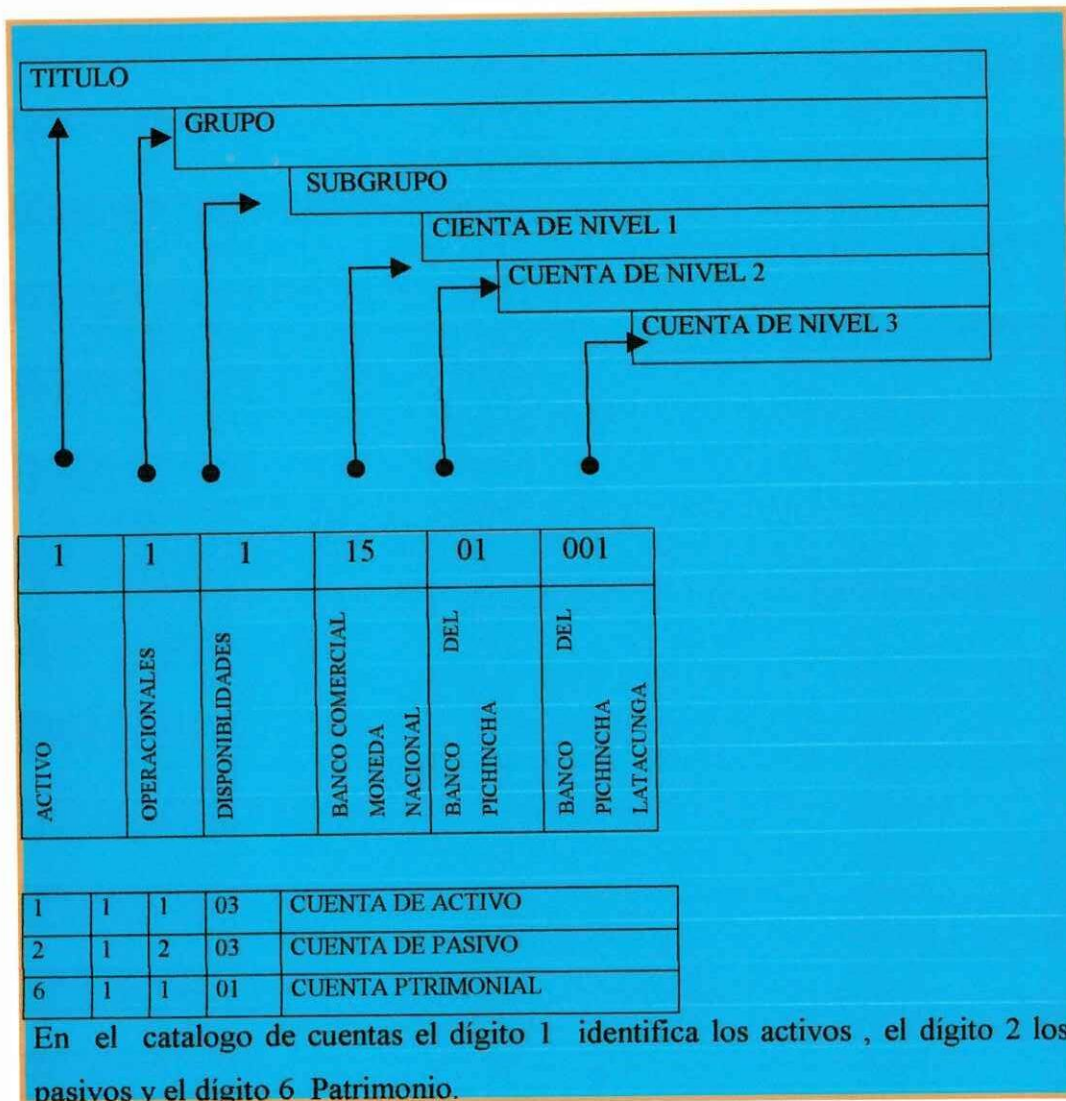 TITULO
GRUPO
SUBGRUPO
CIENTA DE NIVEL 1
CUENTA DE NIVEL 2
CUENTA DE NIVEL 3
1 1 1 15 01 001
ACTIVO
OPERACIONALES
DISPONIBLIDADES
BANCO COMERCIAL
MONEDA
NACIONAL
BANCO DEL
PICHINCHA
BANCO DEL
PICHINCHA
LATACUNGA
1 1 1 03 CUENTA DE ACTIVO
2 1 2 03 CUENTA DE PASIVO
6 1 1 01 CUENTA PTRIMONIAL
En el catalogo de cuentas el dígito 1 identifica los activos , el dígito 2 los
pasivos y el dígito 6 Patrimonio.